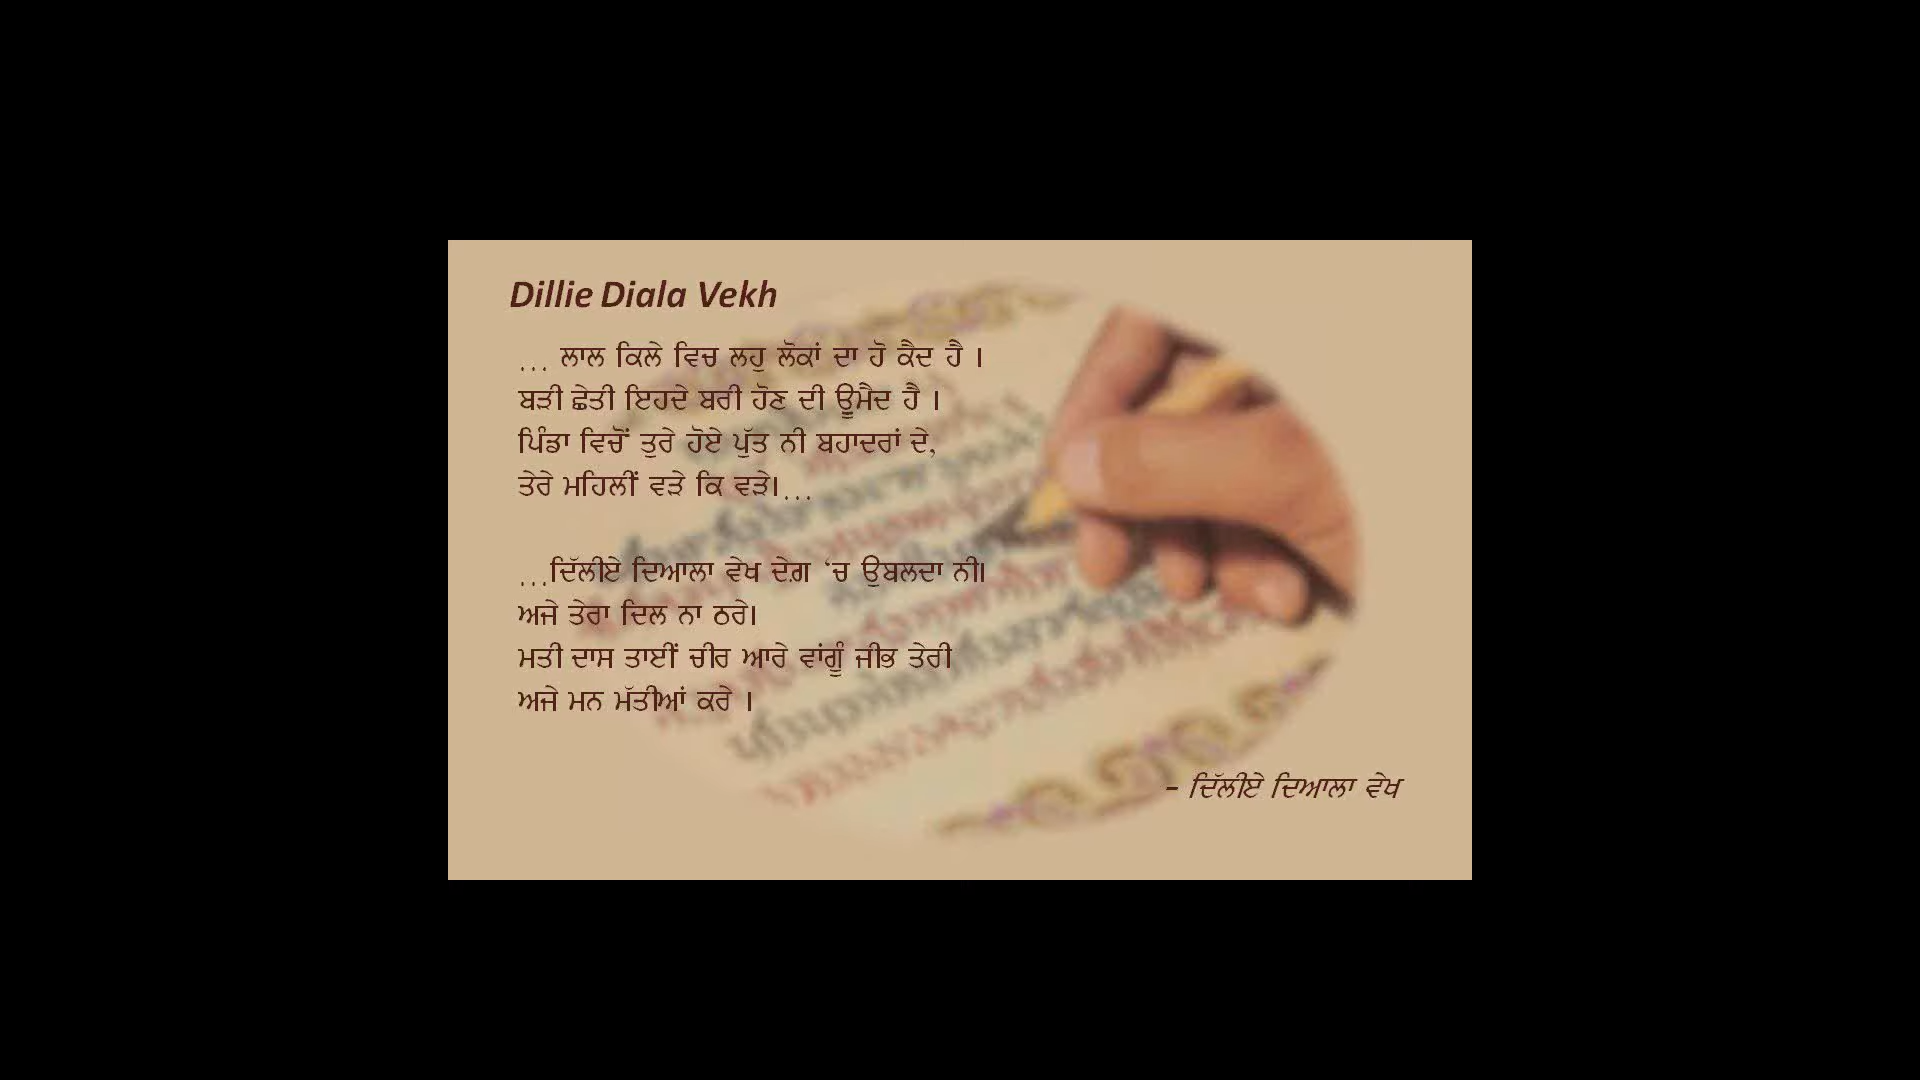 Dillie Diala Vekh
... ਲਾਲ ਕਿਲੇ ਵਿਚ ਲਹੁ ਲੋਕਾਂ ਦਾ ਹੋ ਕੈਦ ਹੈ ।
ਬੜੀ ਛੇਤੀ ਇਹਦੇ ਬਰੀ ਹੋਣ ਦੀ ਊਮੈਦ ਹੈ ।
ਪਿੰਡਾ ਵਿਚੋਂ ਤੁਰੇ ਹੋਏ ਪੁੱਤ ਨੀ ਬਹਾਦਰਾਂ ਦੇ,
ਤੇਰੇ ਮਹਿਲੀਂ ਵੜੇ ਕਿ ਵੜੇ।...
...ਦਿੱਲੀਏ ਦਿਆਲਾ ਵੇਖ ਦੇਗ਼ ‘ਚ ਉਬਲਦਾ ਨੀ।
ਅਜੇ ਤੇਰਾ ਦਿਲ ਨਾ ਠਰੇ।
ਮਤੀ ਦਾਸ ਤਾਈਂ ਚੀਰ ਆਰੇ ਵਾਂਗੂੰ ਜੀਭ ਤੇਰੀ
ਅਜੇ ਮਨ ਮੱਤੀਆਂ ਕਰੇ ।
– ਦਿੱਲੀਏ ਦਿਆਲਾ ਵੇਖ